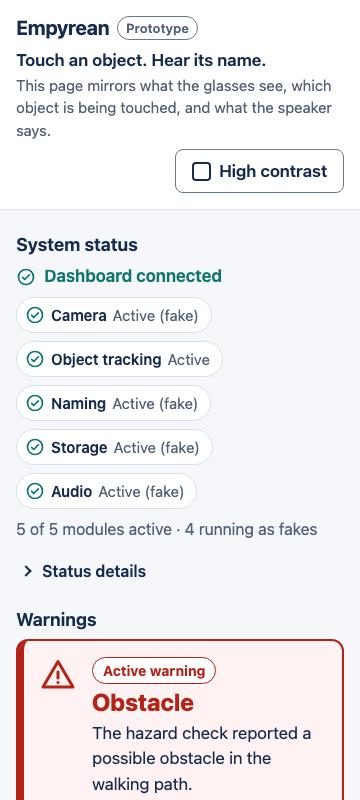 Empyrean Prototype
Touch an object. Hear its name.
This page mirrors what the glasses see, which
object is being touched, and what the speaker
says.
High contrast
System status
Dashboard connected
Camera Active (fake)
Object tracking Active
Naming Active (fake)
Storage Active (fake)
Audio Active (fake)
5 of 5 modules active · 4 running as fakes
Status details
Warnings
Active warning
Obstacle
The hazard check reported a
possible obstacle in the
walking path.